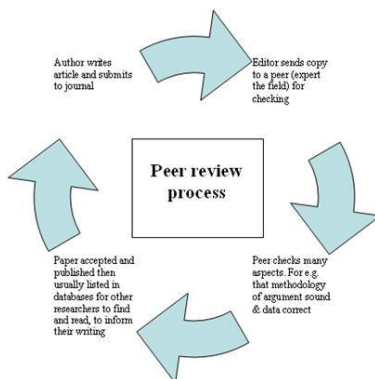 Author writes
article and submits
to journal
Editor sends copy
to a peer (expert
the field) for
checking
Peer review
process
Paper accepted and
published then
usually listed in
databases for other
researchers to find
and read, to inform
their writing
Peer checks many
aspects. For e.g.
that methodology
of argument sound
& data correct